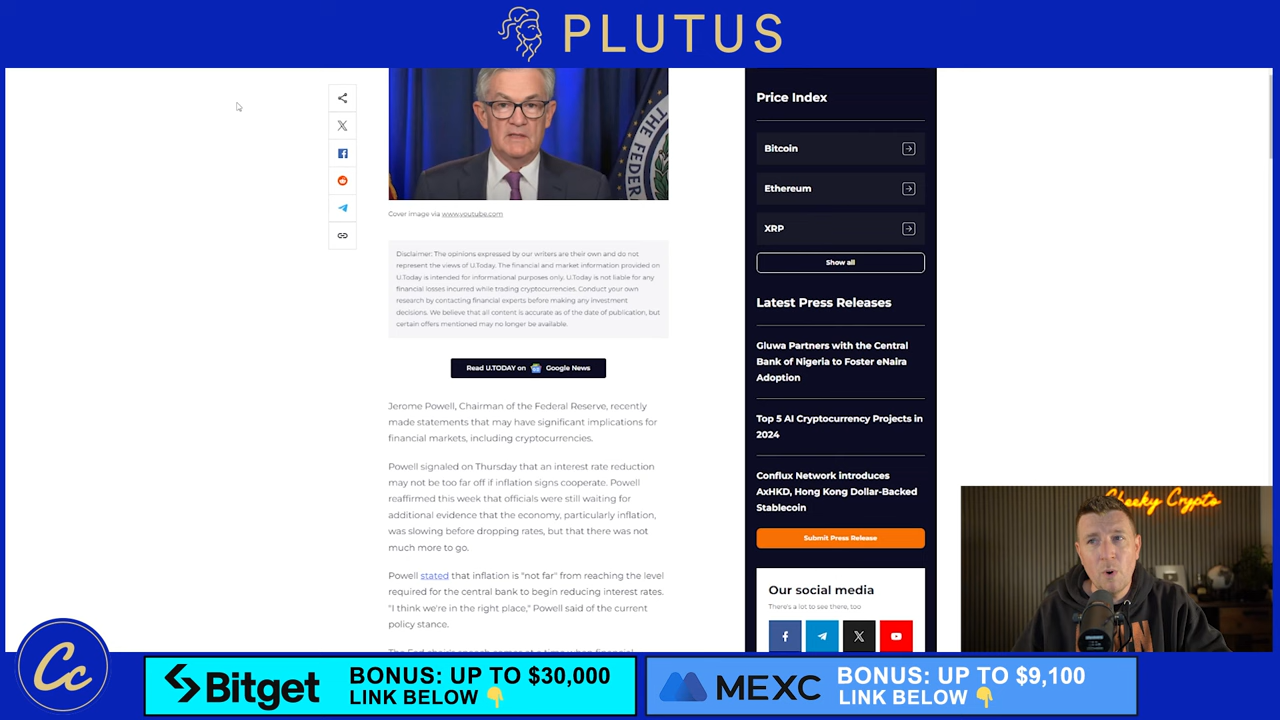 PLUTUS
THE FEDER
Cover image via www.youtube.com
Disclaimer: The opinions expressed by our writers are their own and do not
represent the views of U.Today. The financial and market information provided on
U.Today is intended for informational purposes only. U.Today is not liable for any
financial losses incurred while trading cryptocurrencies. Conduct your own
research by contacting financial experts before making any investment
decisions. We believe that all content is accurate as of the date of publication, but
certain offers mentioned may no longer be available.
Read U.TODAY on Google News
Jerome Powell, Chairman of the Federal Reserve, recently
made statements that may have significant implications for
financial markets, including cryptocurrencies.
Powell signaled on Thursday that an interest rate reduction
may not be too far off if inflation signs cooperate. Powell
reaffirmed this week that officials were still waiting for
additional evidence that the economy, particularly inflation,
was slowing before dropping rates, but that there was not
much more to go.
Powell stated that inflation is "not far" from reaching the level
required for the central bank to begin reducing interest rates.
"I think we're in the right place," Powell said of the current
policy stance.
Price Index
Bitcoin
Ethereum
XRP
Show all
Latest Press Releases
Gluwa Partners with the Central
Bank of Nigeria to Foster eNaira
Adoption
Top 5 AI Cryptocurrency Projects in
2024
Conflux Network introduces
AxHKD, Hong Kong Dollar-Backed
Stablecoin
Submit Press Release
Our social media
There's a lot to see there, too
Cheeky Crypto
Cc
Bitget
BONUS: UP TO $30,000
LINK BELOW 👇
MEXC
BONUS: UP TO $9,100
LINK BELOW 👇